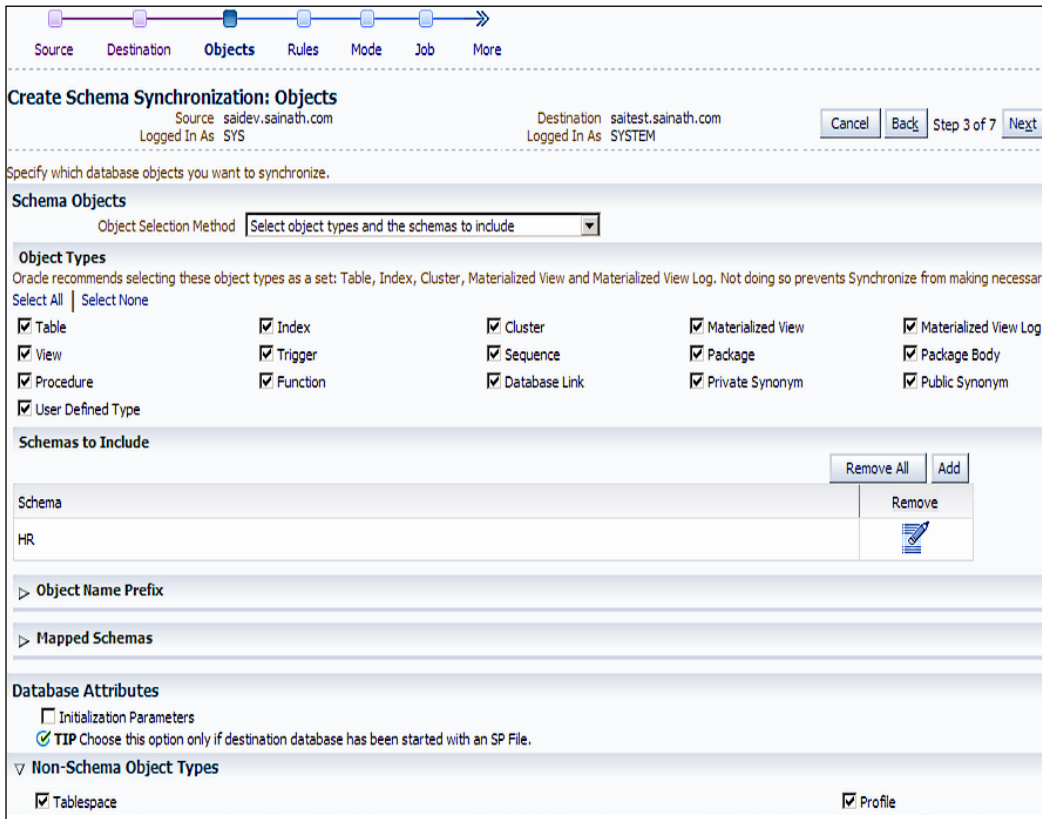 Source Destination Objects Rules Mode Job More
Create Schema Synchronization: Objects
Source saidev.sainath.com Destination saitest.sainath.com
Logged In As SYS Logged In As SYSTEM
Cancel Back Step 3 of 7 Next
Specify which database objects you want to synchronize.
Schema Objects
Object Selection Method Select object types and the schemas to include
Object Types
Oracle recommends selecting these object types as a set: Table, Index, Cluster, Materialized View and Materialized View Log. Not doing so prevents Synchronize from making necessar
Select All | Select None
Table Index Cluster Materialized View Materialized View Log
View Trigger Sequence Package Package Body
Procedure Function Database Link Private Synonym Public Synonym
User Defined Type
Schemas to Include
Remove All Add
Schema Remove
HR
Object Name Prefix
Mapped Schemas
Database Attributes
Initialization Parameters
TIP Choose this option only if destination database has been started with an SP File.
Non-Schema Object Types
Tablespace Profile